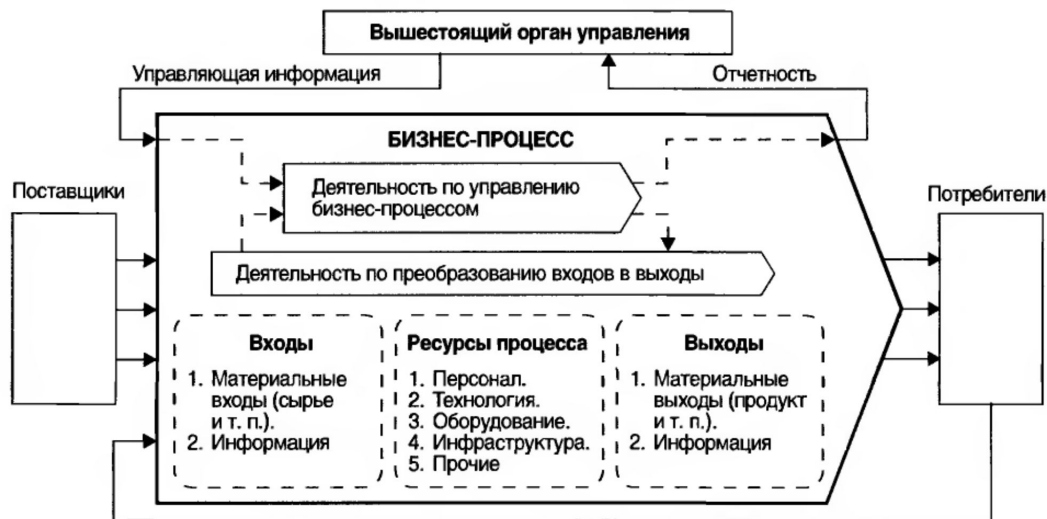 Вышестоящий орган управления
Управляющая информация
Отчетность
БИЗНЕС-ПРОЦЕСС
Поставщики
Деятельность по управлению
бизнес-процессом
Потребители
Деятельность по преобразованию входов в выходы
Входы
1. Материальные
входы (сырье
и т. п.).
2. Информация
Ресурсы процесса
1. Персонал.
2. Технология.
3. Оборудование.
4. Инфраструктура.
5. Прочие
Выходы
1. Материальные
выходы (продукт
и т. п.).
2. Информация